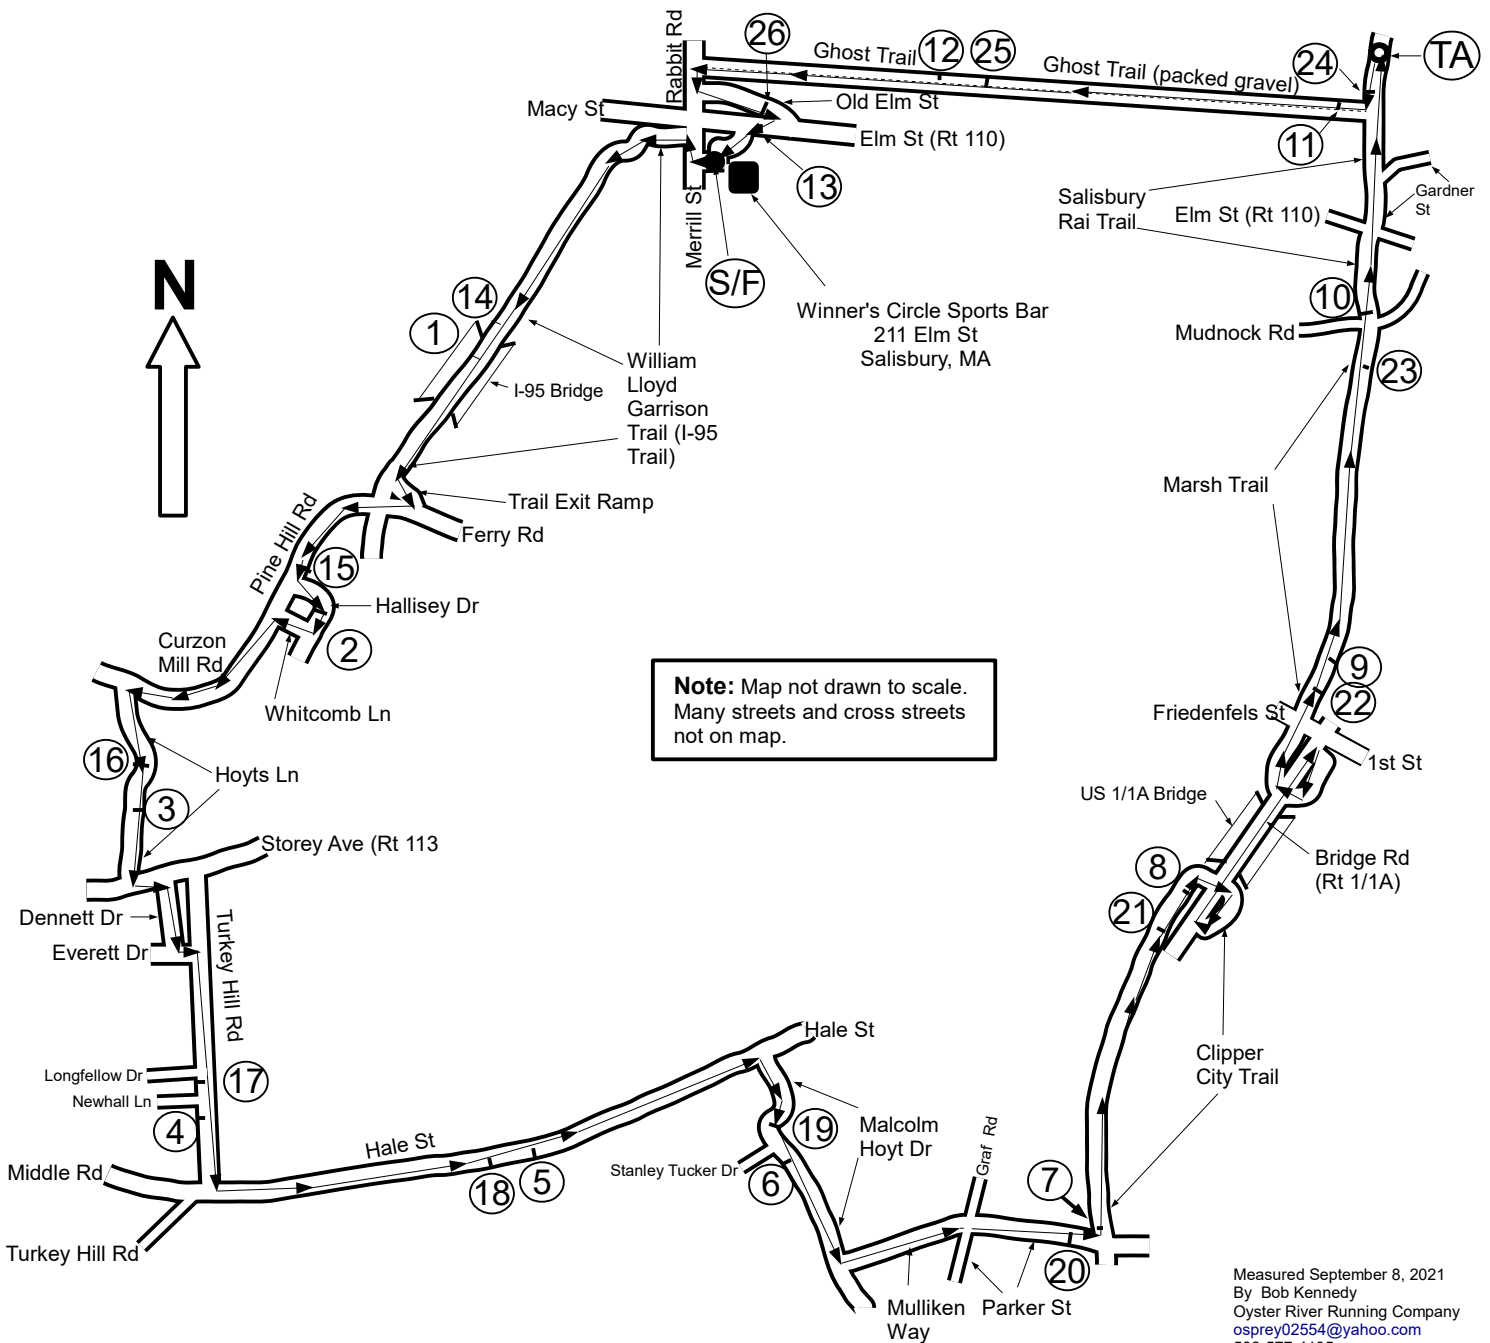 Rabbit Rd
26
Ghost Trail
12
25
Ghost Trail (packed gravel)
24
TA
Macy St
Old Elm St
Elm St (Rt 110)
11
13
Merrill St
S/F
Salisbury
Rai Trail
Elm St (Rt 110)
Gardner
St
N
14
1
10
Winner's Circle Sports Bar
211 Elm St
Salisbury, MA
Mudnock Rd
23
William
Lloyd
Garrison
Trail (I-95
Trail)
I-95 Bridge
Marsh Trail
Trail Exit Ramp
Ferry Rd
Pine Hill Rd
15
Hallisey Dr
2
Curzon
Mill Rd
Whitcomb Ln
Note: Map not drawn to scale.
Many streets and cross streets
not on map.
9
22
Friedenfels St
1st St
16
Hoyts Ln
3
US 1/1A Bridge
Storey Ave (Rt 113
Bridge Rd
(Rt 1/1A)
8
21
Dennett Dr
Everett Dr
Turkey Hill Rd
Hale St
Clipper
City Trail
Longfellow Dr
17
Newhall Ln
4
Hale St
19
Malcolm
Hoyt Dr
Graf Rd
Middle Rd
Stanley Tucker Dr
6
7
18
5
Turkey Hill Rd
20
Mulliken
Way
Parker St
Measured September 8, 2021
By Bob Kennedy
Oyster River Running Company
osprey02554@yahoo.com